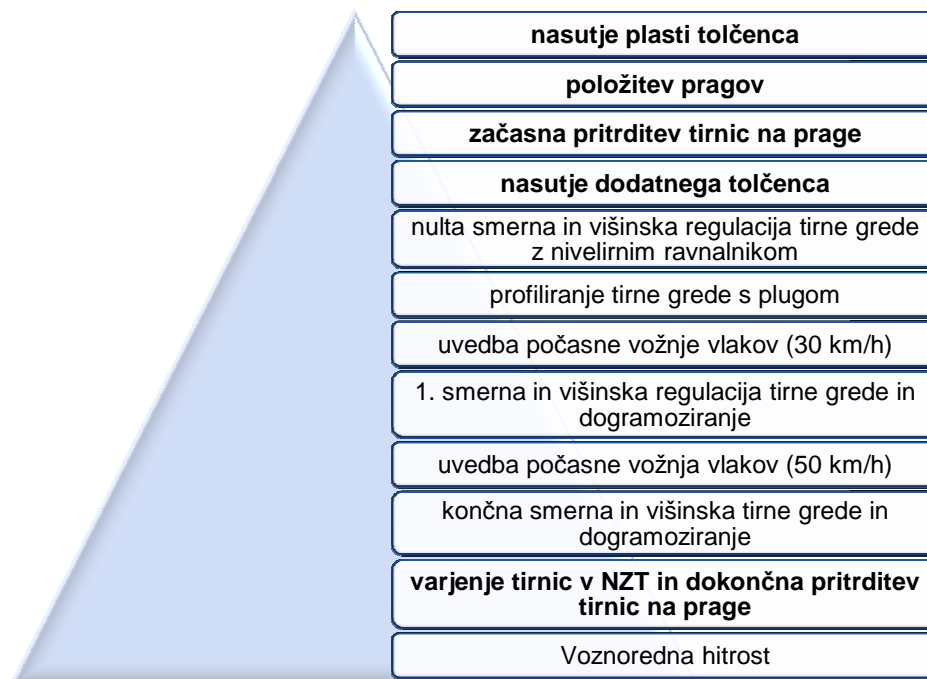 nasutje plasti tolčenca
položitev pragov
začasna pritrditev tirnic na prage
nasutje dodatnega tolčenca
nulta smerna in višinska regulacija tirne grede
z nivelirnim ravnalnikom
profiliranje tirne grede s plugom
uvedba počasne vožnje vlakov (30 km/h)
1. smerna in višinska regulacija tirne grede in
dogramoziranje
uvedba počasne vožnja vlakov (50 km/h)
končna smerna in višinska tirne grede in
dogramoziranje
varjenje tirnic v NZT in dokončna pritrditev
tirnic na prage
Voznoredna hitrost